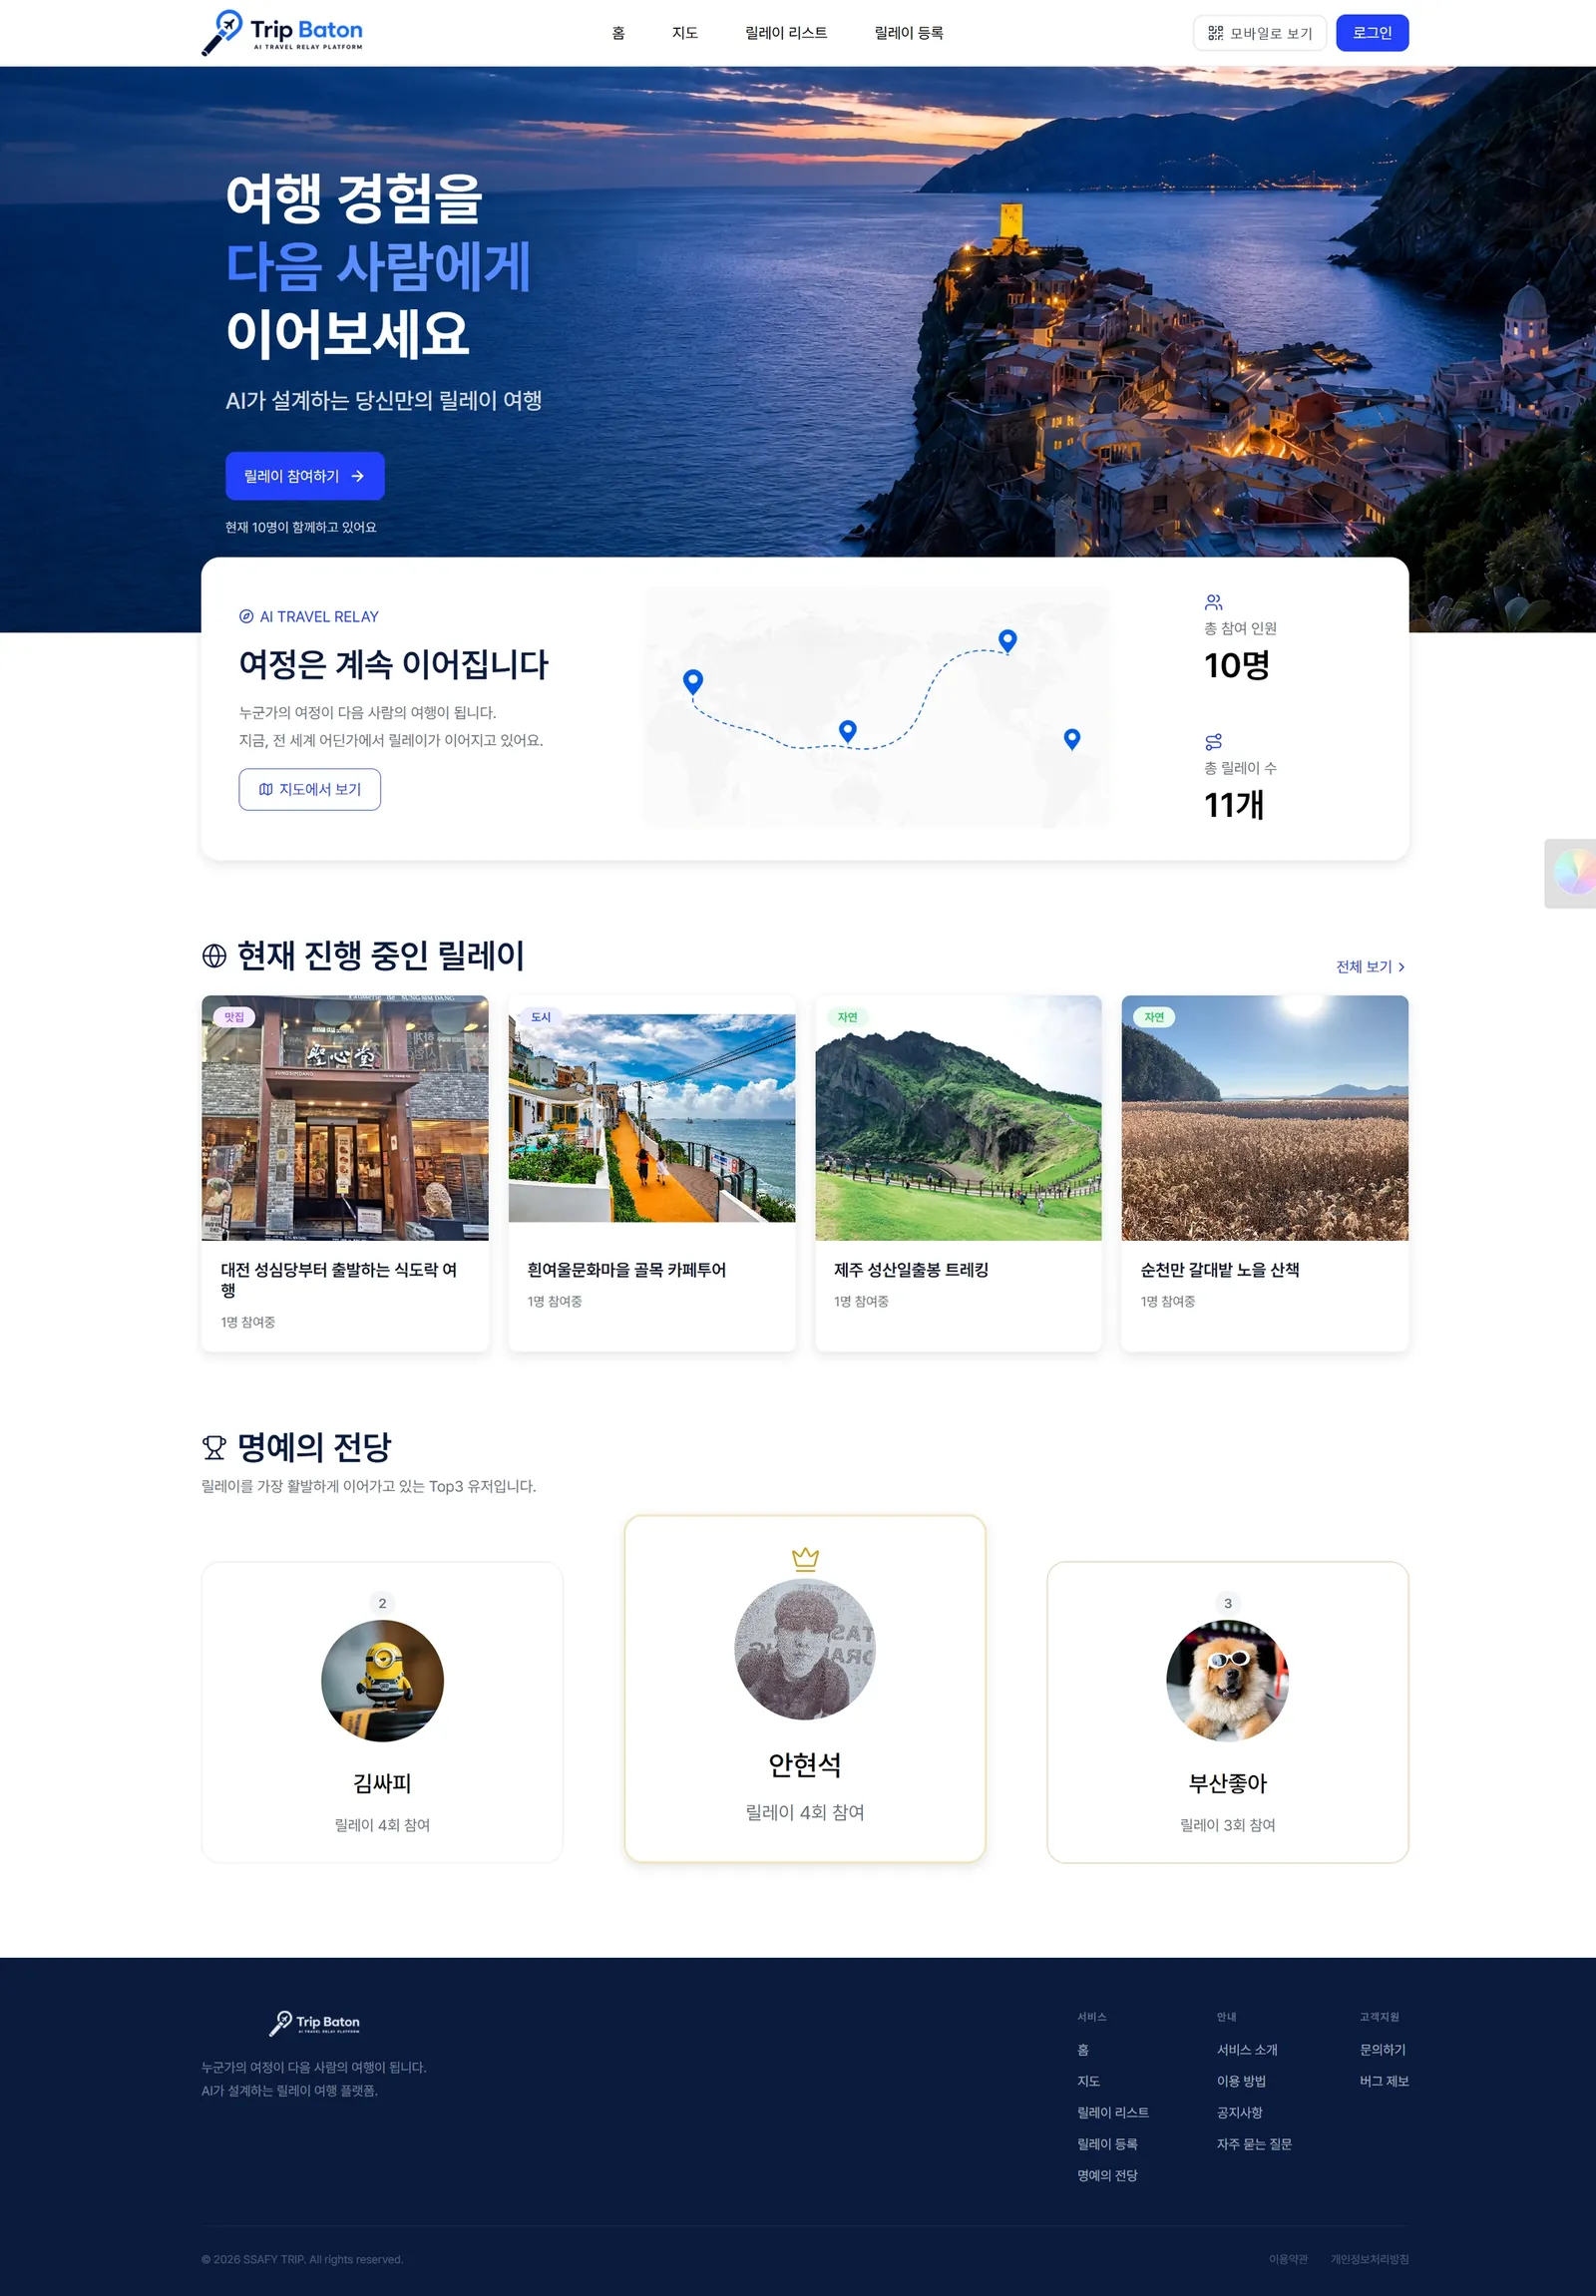 Trip Baton
AI TRAVEL RELAY PLATFORM
홈
지도
릴레이 리스트
릴레이 등록
모바일로 보기
로그인
여행 경험을
다음 사람에게
이어보세요
AI가 설계하는 당신만의 릴레이 여행
릴레이 참여하기
현재 10명이 함께하고 있어요
AI TRAVEL RELAY
여정은 계속 이어집니다
누군가의 여정이 다음 사람의 여행이 됩니다.
지금, 전 세계 어딘가에서 릴레이가 이어지고 있어요.
지도에서 보기
총 참여 인원
10명
총 릴레이 수
11개
현재 진행 중인 릴레이
전체 보기
맛집
聖心堂
SUNGSIMDANG
도시
자연
자연
대전 성심당부터 출발하는 식도락 여
행
1명 참여중
흰여울문화마을 골목 카페투어
1명 참여중
제주 성산일출봉 트레킹
1명 참여중
순천만 갈대밭 노을 산책
1명 참여중
명예의 전당
릴레이를 가장 활발하게 이어가고 있는 Top3 유저입니다.
2
김싸피
릴레이 4회 참여
안현석
릴레이 4회 참여
3
부산좋아
릴레이 3회 참여
Trip Baton
AI TRAVEL RELAY PLATFORM
누군가의 여정이 다음 사람의 여행이 됩니다.
AI가 설계하는 릴레이 여행 플랫폼.
서비스
홈
지도
릴레이 리스트
릴레이 등록
명예의 전당
안내
서비스 소개
이용 방법
공지사항
자주 묻는 질문
고객지원
문의하기
버그 제보
© 2026 SSAFY TRIP. All rights reserved.
이용약관
개인정보처리방침